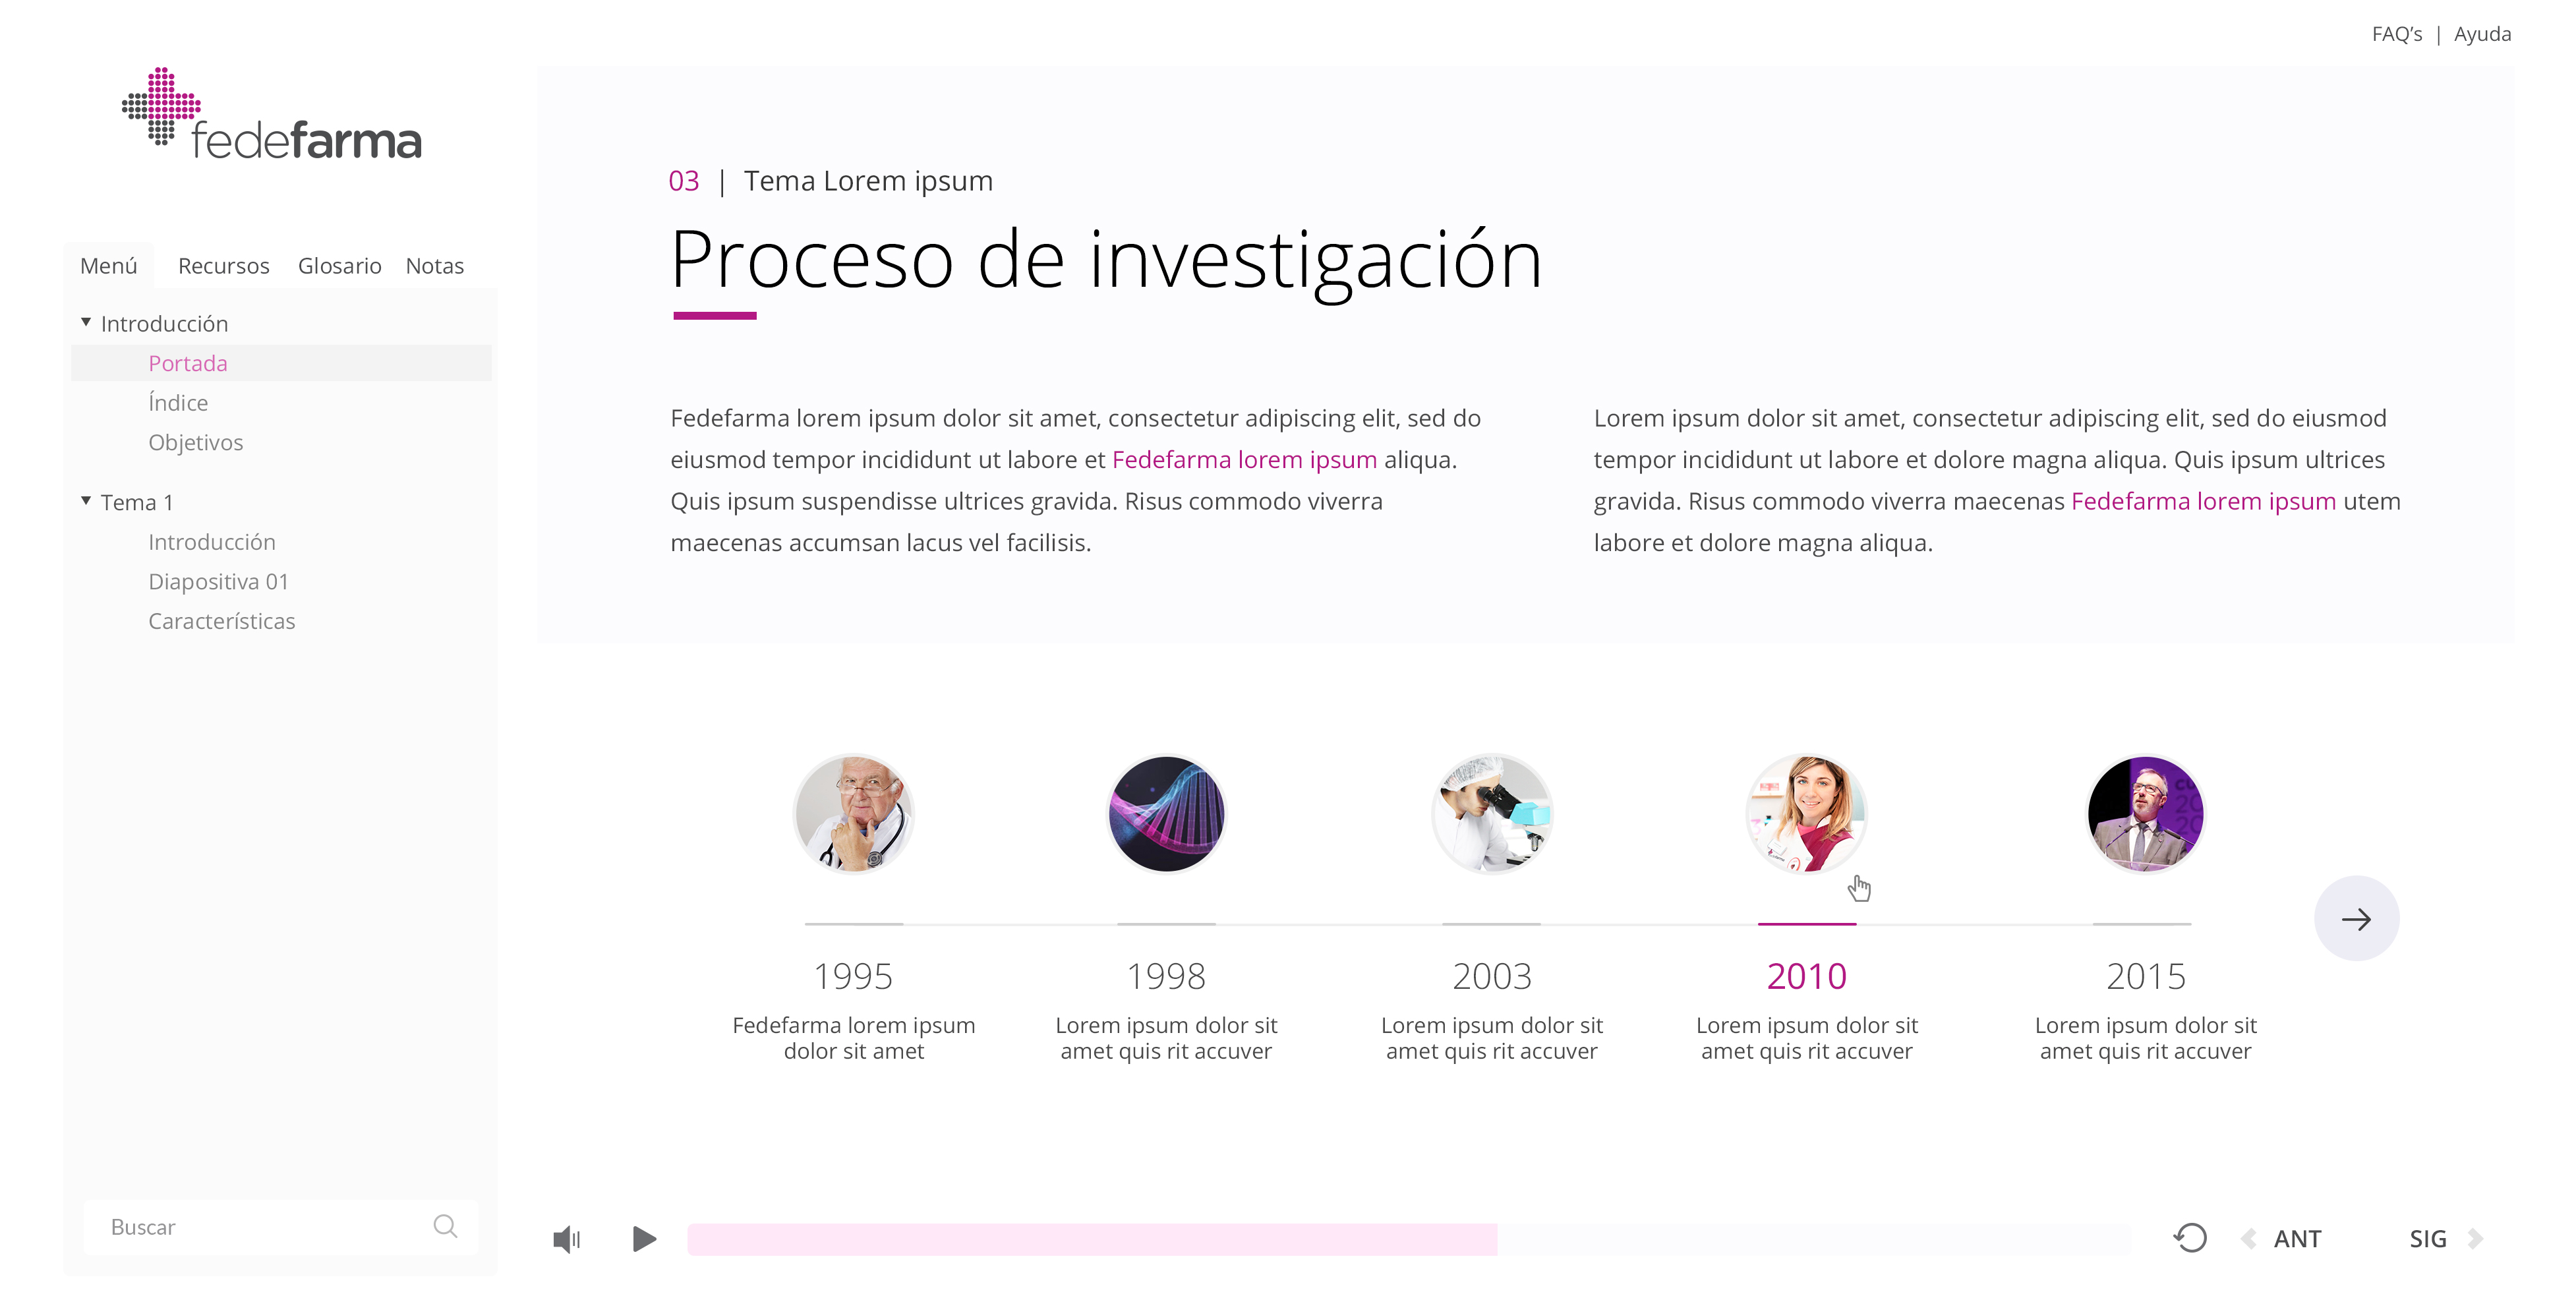 FAQ's | Ayuda
fedefarma
Menú Recursos Glosario Notas
Introducción
Portada
Índice
Objetivos
Tema 1
Introducción
Diapositiva 01
Características
Buscar
03 | Tema Lorem ipsum
Proceso de investigación
Fedefarma lorem ipsum dolor sit amet, consectetur adipiscing elit, sed do
eiusmod tempor incididunt ut labore et Fedefarma lorem ipsum aliqua.
Quis ipsum suspendisse ultrices gravida. Risus commodo viverra
maecenas accumsan lacus vel facilisis.
Lorem ipsum dolor sit amet, consectetur adipiscing elit, sed do eiusmod
tempor incididunt ut labore et dolore magna aliqua. Quis ipsum ultrices
gravida. Risus commodo viverra maecenas Fedefarma lorem ipsum utem
labore et dolore magna aliqua.
1995
Fedefarma lorem ipsum
dolor sit amet
1998
Lorem ipsum dolor sit
amet quis rit accuver
2003
Lorem ipsum dolor sit
amet quis rit accuver
2010
Lorem ipsum dolor sit
amet quis rit accuver
2015
Lorem ipsum dolor sit
amet quis rit accuver
ANT
SIG